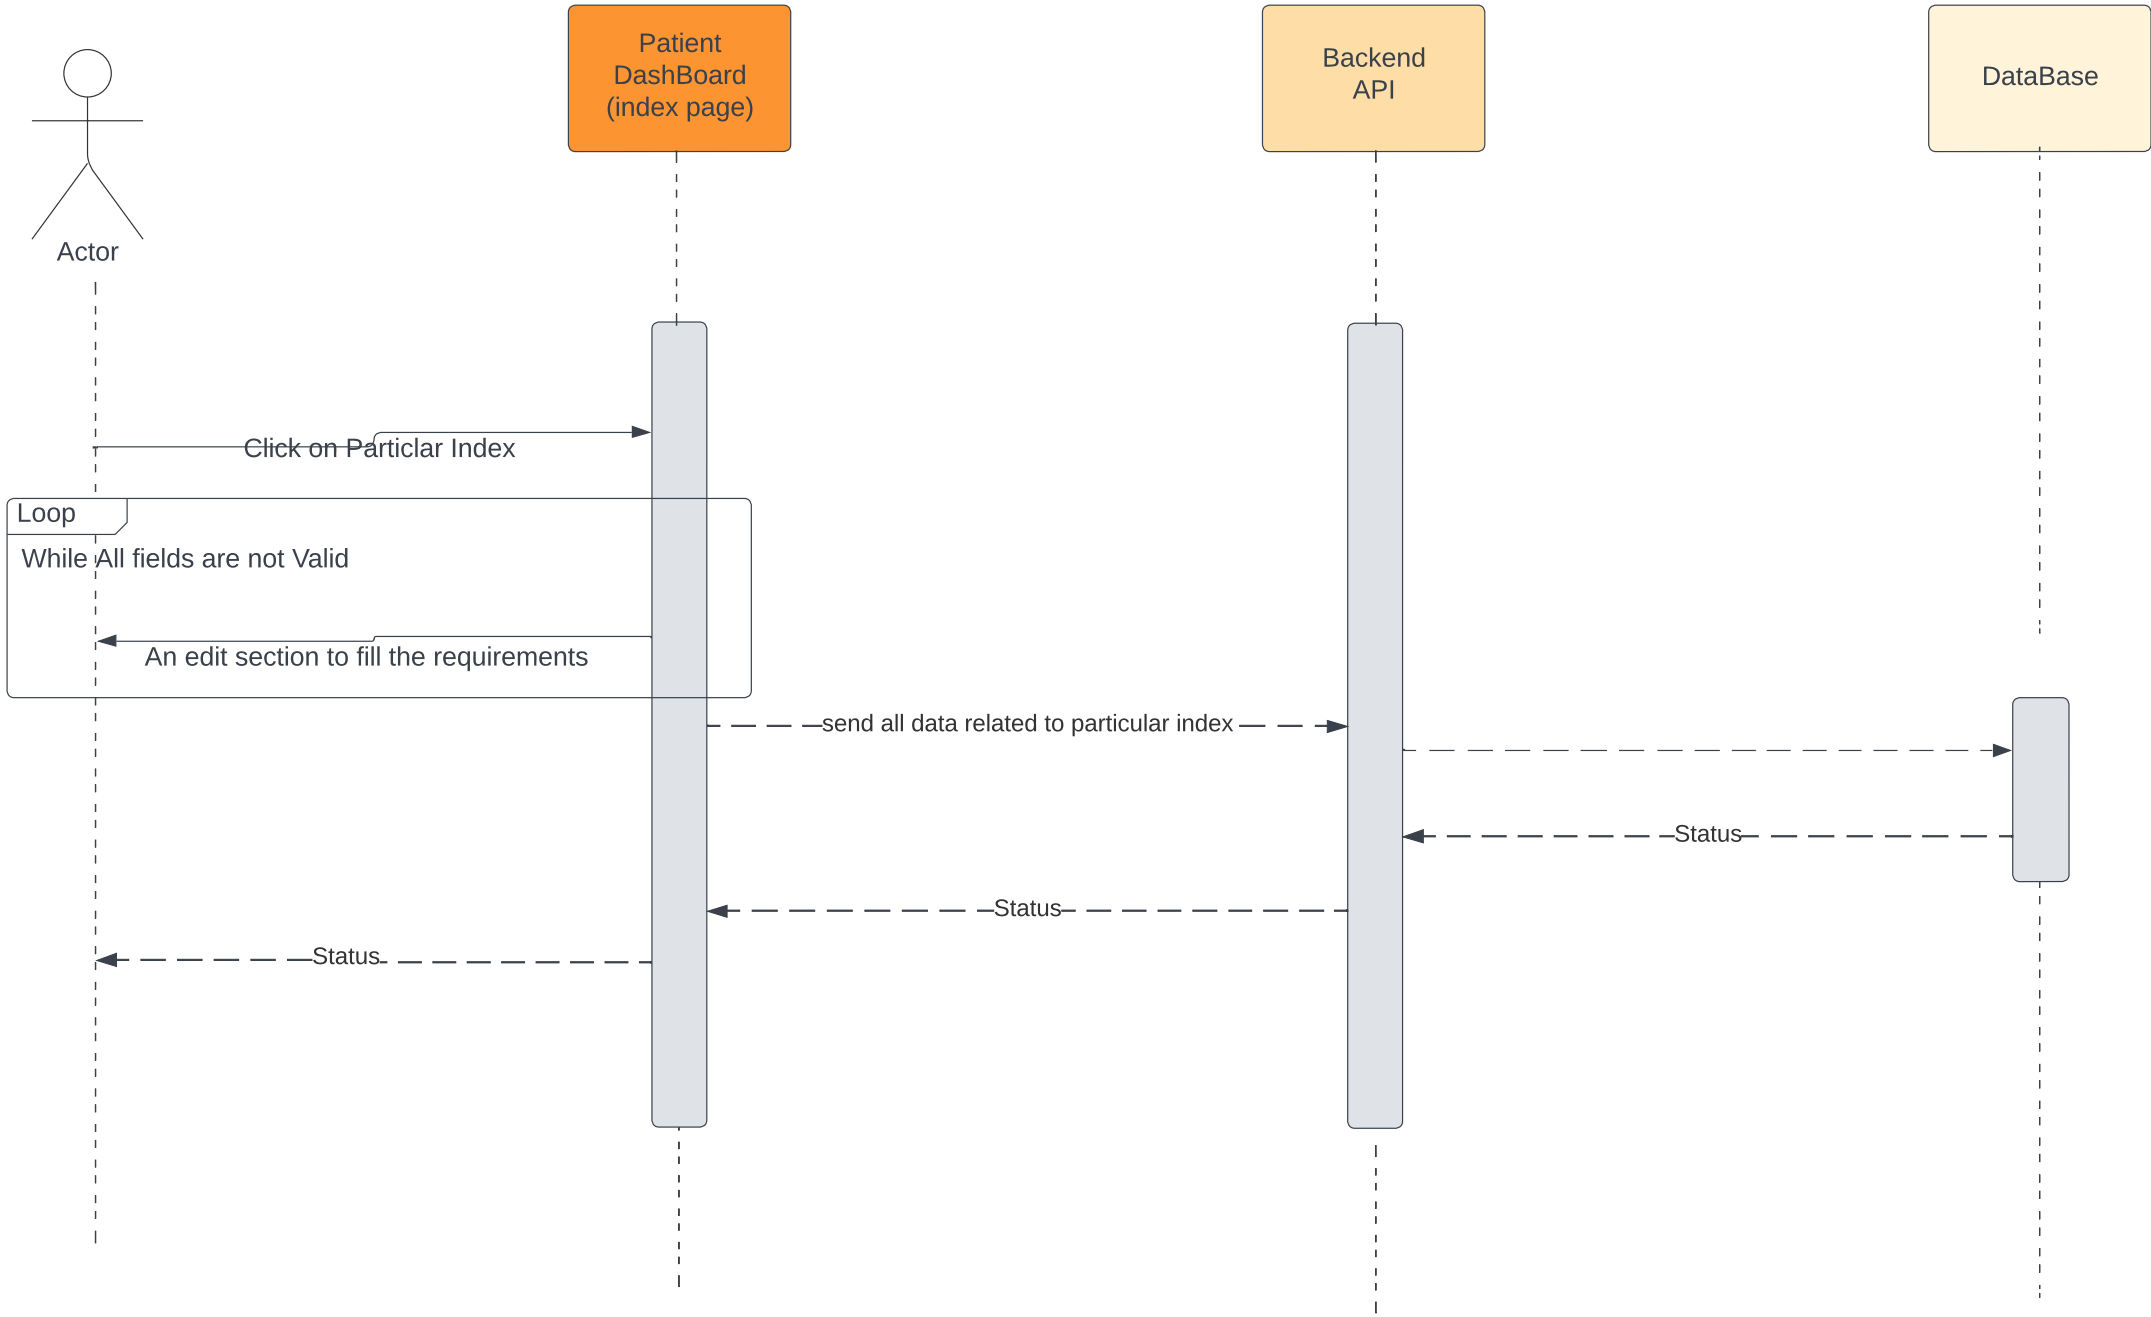 Patient
DashBoard
(index page)
Backend
API
DataBase
Actor
Click on Particlar Index
Loop
While All fields are not Valid
An edit section to fill the requirements
send all data related to particular index
Status
Status
Status